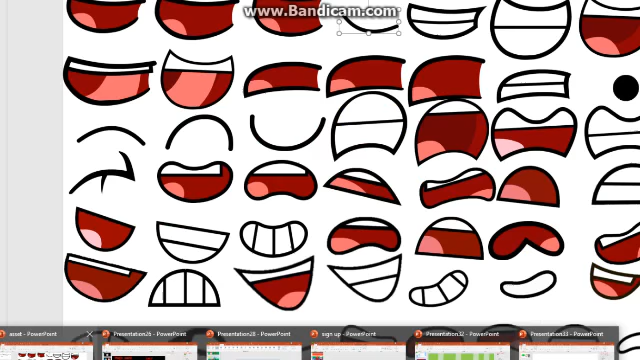 www.Bandicam.com
asset - PowerPoint
Presentation26 - PowerPoint
Presentation28 - PowerPoint
sign up - PowerPoint
Presentation32 - PowerPoint
Presentation33 - PowerPoint